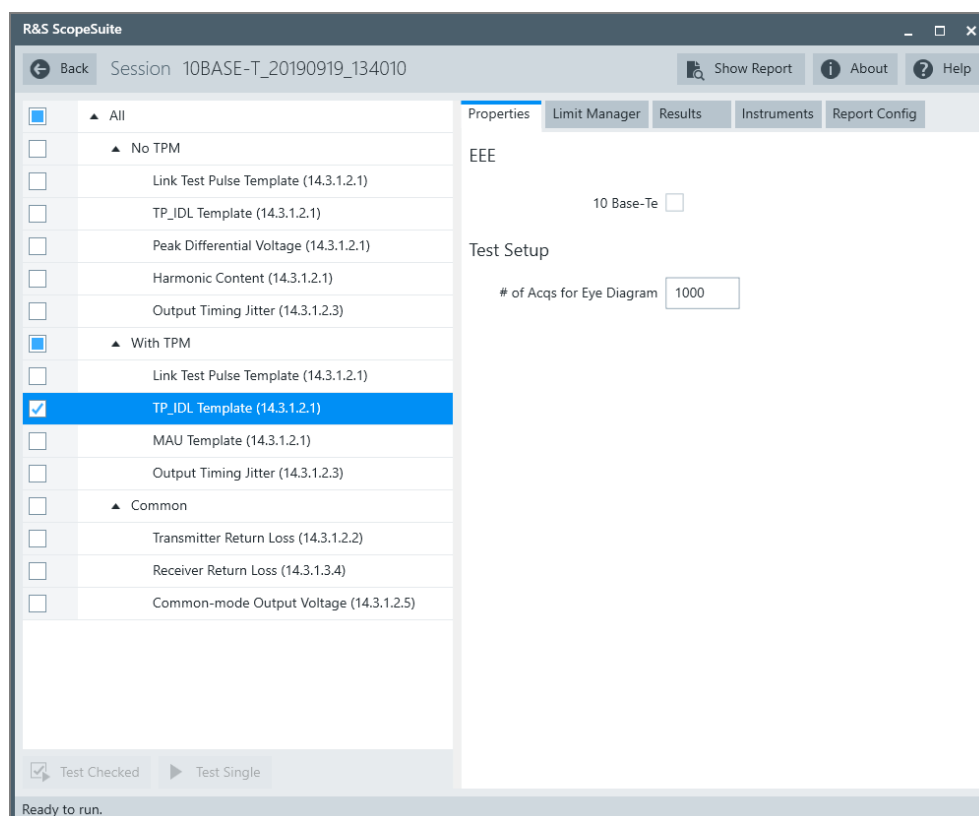 R&S ScopeSuite
Back Session 10BASE-T_20190919_134010 Show Report About Help
All
No TPM
Link Test Pulse Template (14.3.1.2.1)
TP_IDL Template (14.3.1.2.1)
Peak Differential Voltage (14.3.1.2.1)
Harmonic Content (14.3.1.2.1)
Output Timing Jitter (14.3.1.2.3)
With TPM
Link Test Pulse Template (14.3.1.2.1)
TP_IDL Template (14.3.1.2.1)
MAU Template (14.3.1.2.1)
Output Timing Jitter (14.3.1.2.3)
Common
Transmitter Return Loss (14.3.1.2.2)
Receiver Return Loss (14.3.1.3.4)
Common-mode Output Voltage (14.3.1.2.5)
Properties Limit Manager Results Instruments Report Config
EEE
10 Base-Te
Test Setup
# of Acqs for Eye Diagram 1000
Test Checked Test Single
Ready to run.